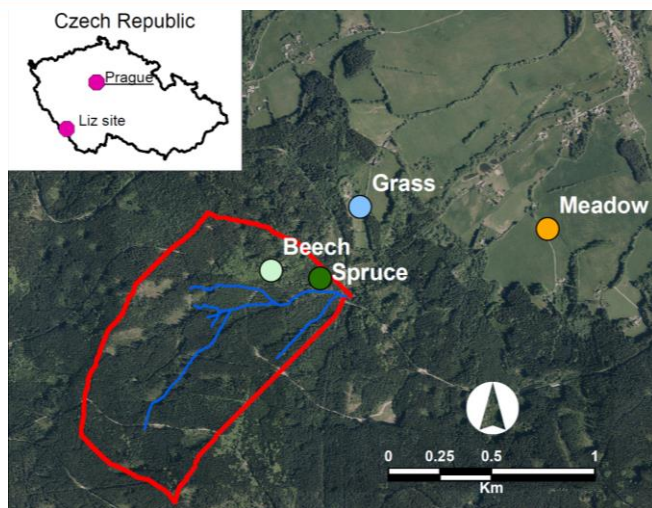 Czech Republic
Prague
Liz site
Grass
Meadow
Beech
Spruce
0 0.25 0.5 1
Km